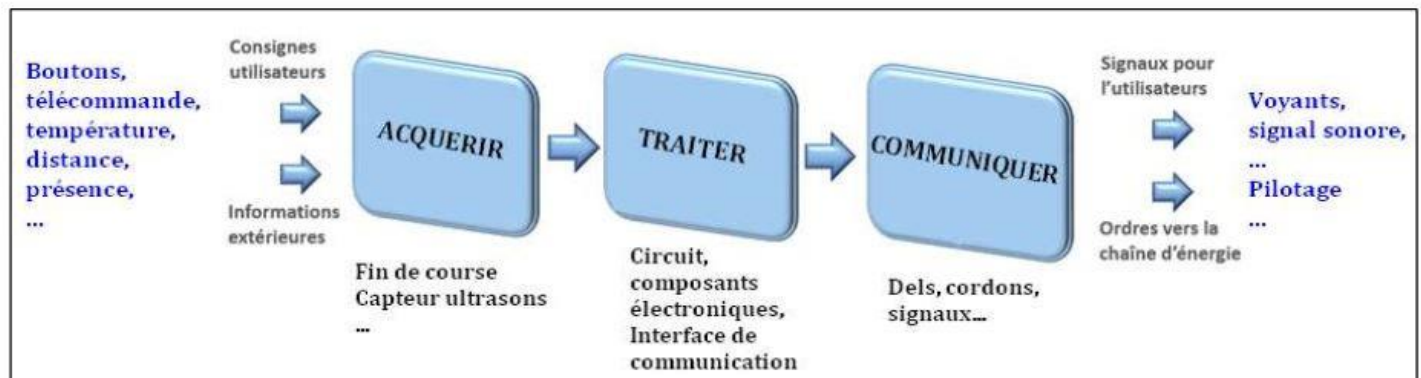 Boutons,
télécommande,
température,
distance,
présence,
...
Consignes
utilisateurs
Informations
extérieures
ACQUERIR
Fin de course
Capteur ultrasons
...
TRAITER
Circuit,
composants
électroniques,
Interface de
communication
COMMUNIQUER
Dels, cordons,
signaux...
Signaux pour
l'utilisateurs
Ordres vers la
chaîne d'énergie
Voyants,
signal sonore,
...
Pilotage
...